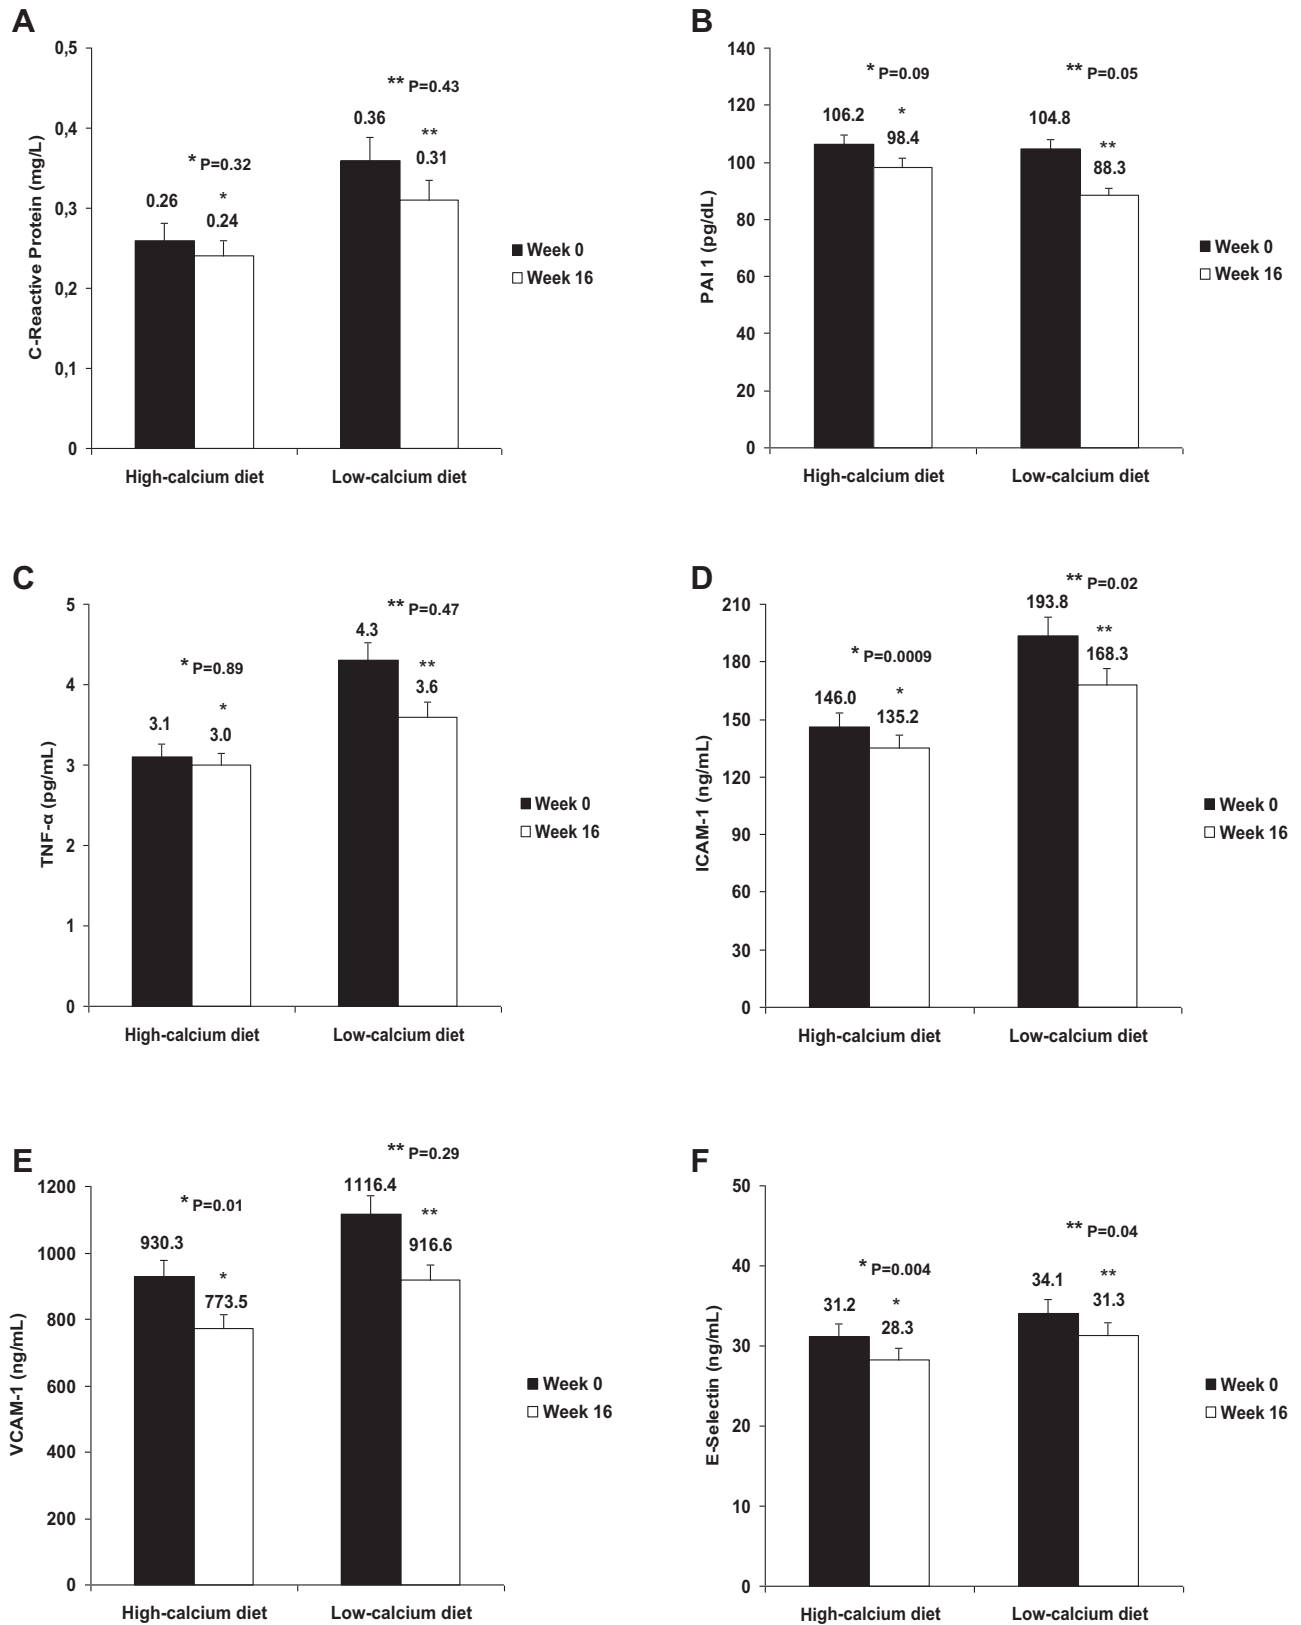 A
0,5
0,4
0,3
0,2
0,1
0
C-Reactive Protein (mg/L)
* P=0.32
** P=0.43
0.26
*
0.24
0.36
**
0.31
High-calcium diet
Low-calcium diet
Week 0
Week 16
B
140
120
100
80
60
40
20
0
PAI 1 (pg/dL)
* P=0.09
** P=0.05
106.2
*
98.4
104.8
**
88.3
High-calcium diet
Low-calcium diet
Week 0
Week 16
C
5
4
3
2
1
0
TNF-α (pg/mL)
* P=0.89
** P=0.47
3.1
*
3.0
4.3
**
3.6
High-calcium diet
Low-calcium diet
Week 0
Week 16
D
210
180
150
120
90
60
30
0
ICAM-1 (ng/mL)
* P=0.0009
** P=0.02
146.0
*
135.2
193.8
**
168.3
High-calcium diet
Low-calcium diet
Week 0
Week 16
E
1200
1000
800
600
400
200
0
VCAM-1 (ng/mL)
* P=0.01
** P=0.29
930.3
*
773.5
1116.4
**
916.6
High-calcium diet
Low-calcium diet
Week 0
Week 16
F
50
40
30
20
10
0
E-Selectin (ng/mL)
* P=0.004
** P=0.04
31.2
*
28.3
34.1
**
31.3
High-calcium diet
Low-calcium diet
Week 0
Week 16